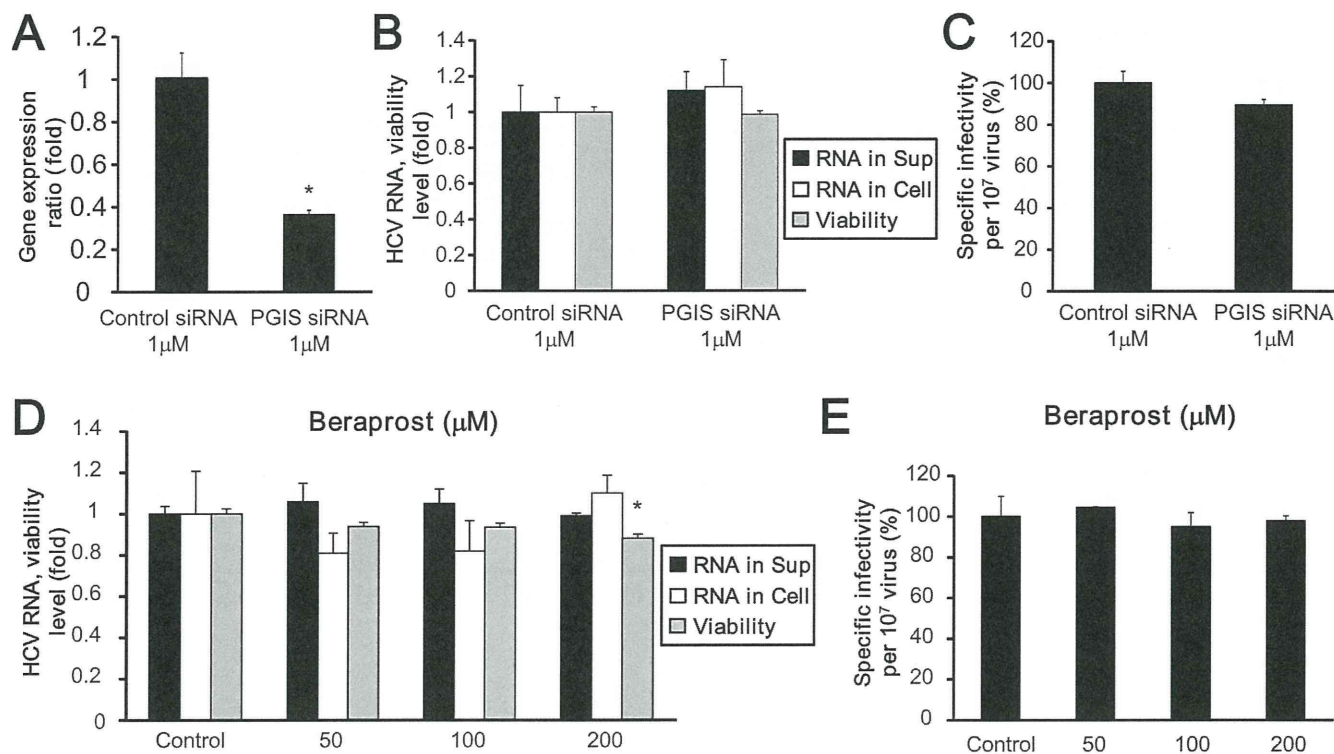 A
Gene expression
ratio (fold)
1.2
1
0.8
0.6
0.4
0.2
0
*
Control siRNA
1μM
PGIS siRNA
1μM
B
HCV RNA, viability
level (fold)
1.4
1.2
1
0.8
0.6
0.4
0.2
0
Control siRNA
1μM
PGIS siRNA
1μM
RNA in Sup
RNA in Cell
Viability
C
Specific infectivity
per 10⁷ virus (%)
120
100
80
60
40
20
0
Control siRNA
1μM
PGIS siRNA
1μM
D
Beraprost (μM)
HCV RNA, viability
level (fold)
1.4
1.2
1
0.8
0.6
0.4
0.2
0
*
Control
50
100
200
RNA in Sup
RNA in Cell
Viability
E
Beraprost (μM)
Specific infectivity
per 10⁷ virus (%)
120
100
80
60
40
20
0
Control
50
100
200